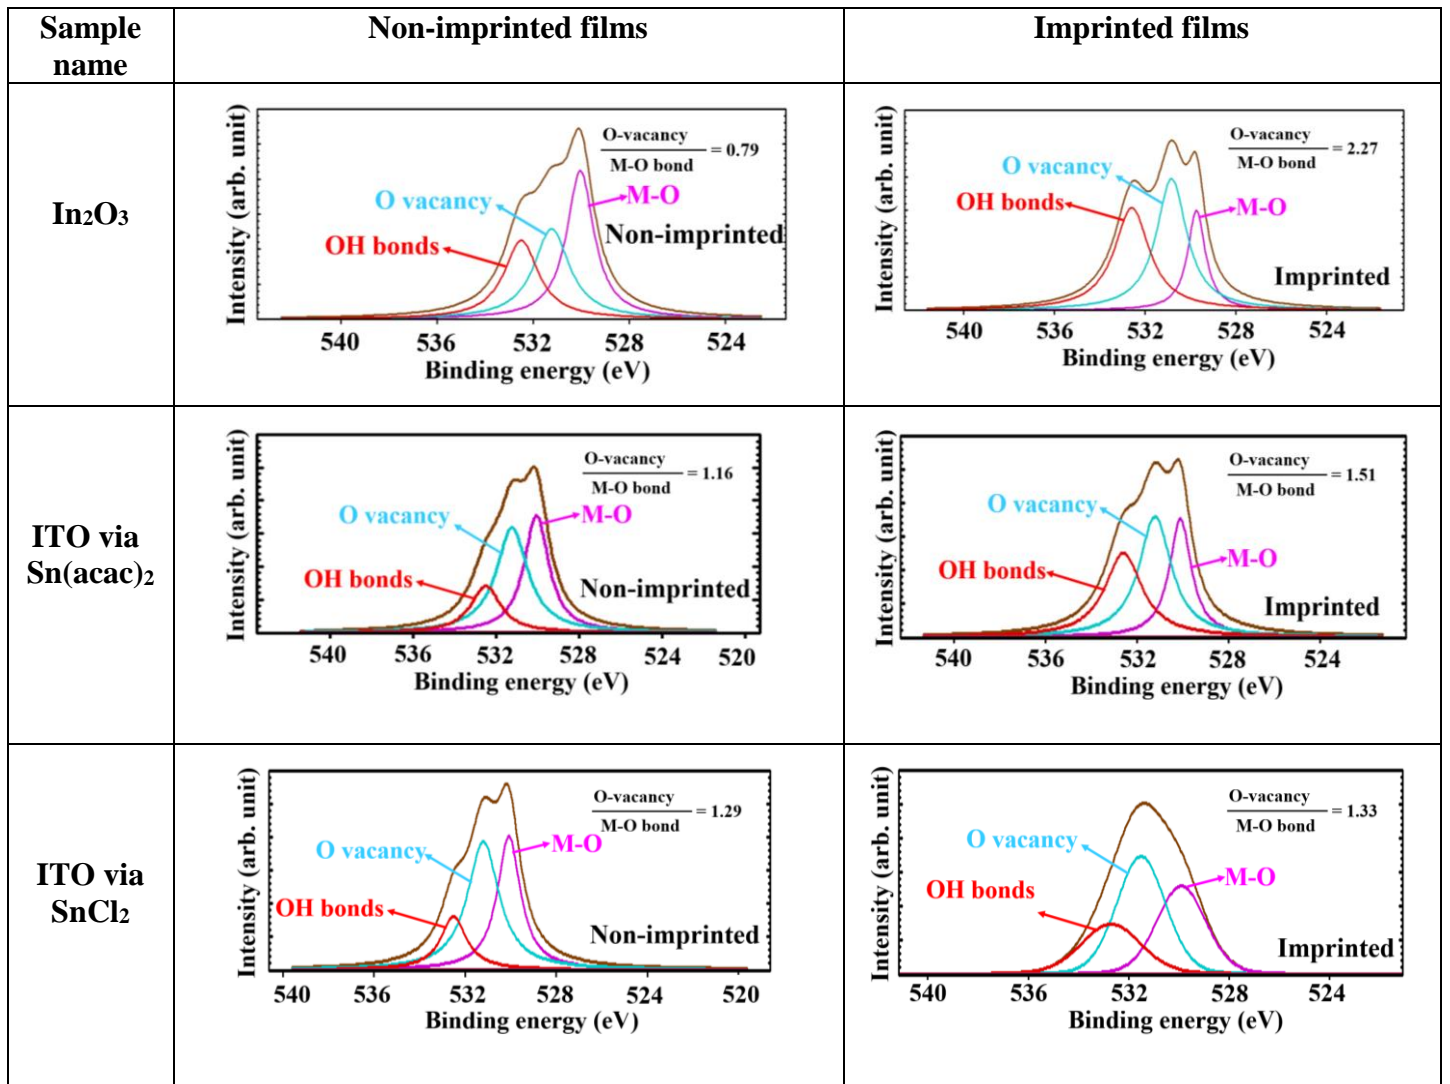 Sample name
Non-imprinted films
Imprinted films
In₂O₃
Intensity (arb. unit)
O-vacancy
M-O bond
= 0.79
O vacancy
M-O
OH bonds
Non-imprinted
540 536 532 528 524
Binding energy (eV)
Intensity (arb. unit)
O-vacancy
M-O bond
= 2.27
O vacancy
OH bonds
M-O
Imprinted
540 536 532 528 524
Binding energy (eV)
ITO via
Sn(acac)₂
Intensity (arb. unit)
O-vacancy
M-O bond
= 1.16
O vacancy
M-O
OH bonds
Non-imprinted
540 536 532 528 524 520
Binding energy (eV)
Intensity (arb. unit)
O-vacancy
M-O bond
= 1.51
O vacancy
M-O
OH bonds
Imprinted
540 536 532 528 524
Binding energy (eV)
ITO via
SnCl₂
Intensity (arb. unit)
O-vacancy
M-O bond
= 1.29
O vacancy
M-O
OH bonds
Non-imprinted
540 536 532 528 524 520
Binding energy (eV)
Intensity (arb. unit)
O-vacancy
M-O bond
= 1.33
O vacancy
M-O
OH bonds
Imprinted
540 536 532 528 524
Binding energy (eV)